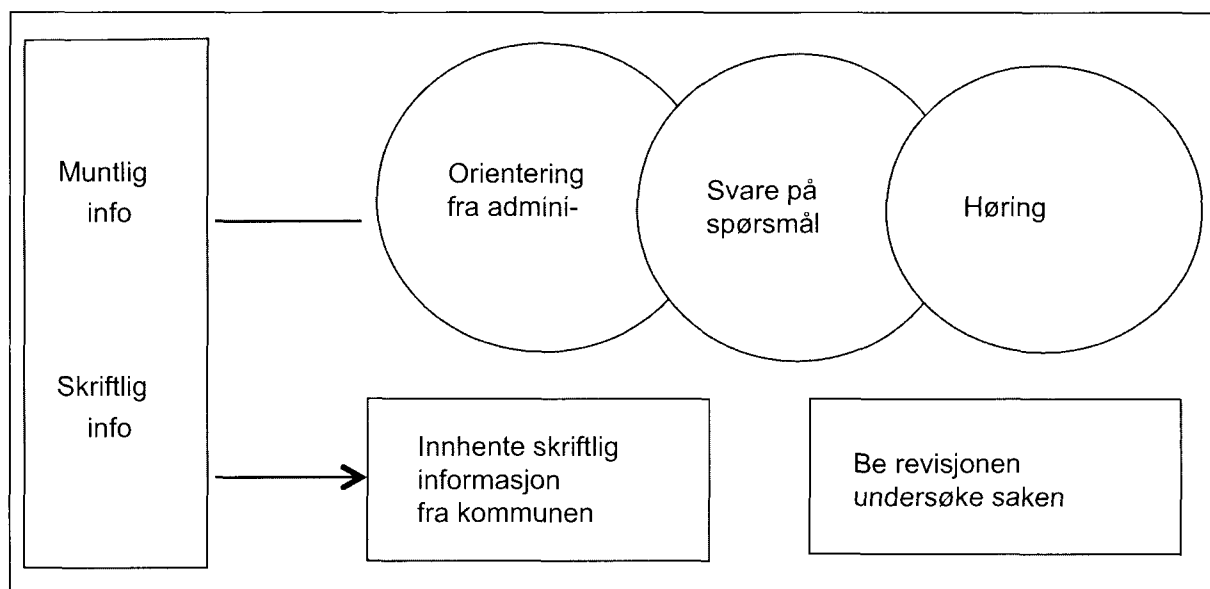 Muntlig
info
Orientering
fra admini-
Svare på
spørsmål
Høring
Skriftlig
info
Innhente skriftlig
informasjon
fra kommunen
Be revisjonen
undersøke saken